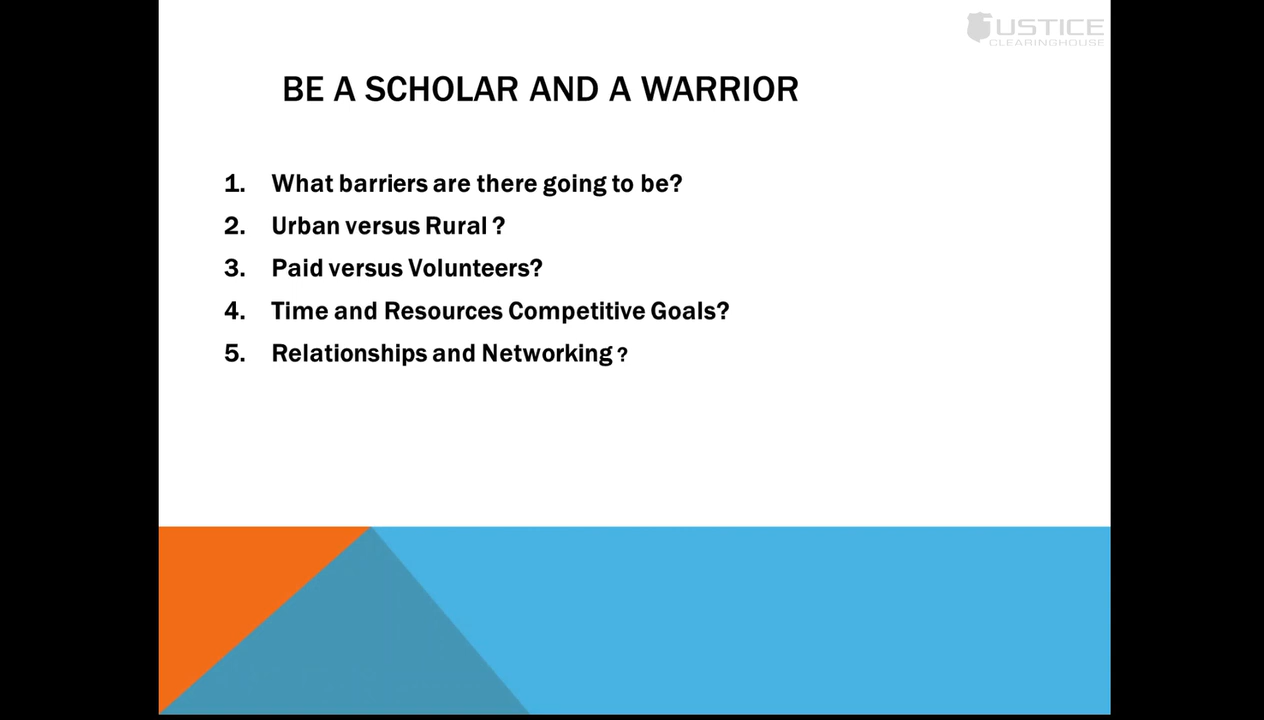 USTICE
CLEARINGHOUSE
BE A SCHOLAR AND A WARRIOR
1. What barriers are there going to be?
2. Urban versus Rural ?
3. Paid versus Volunteers?
4. Time and Resources Competitive Goals?
5. Relationships and Networking ?